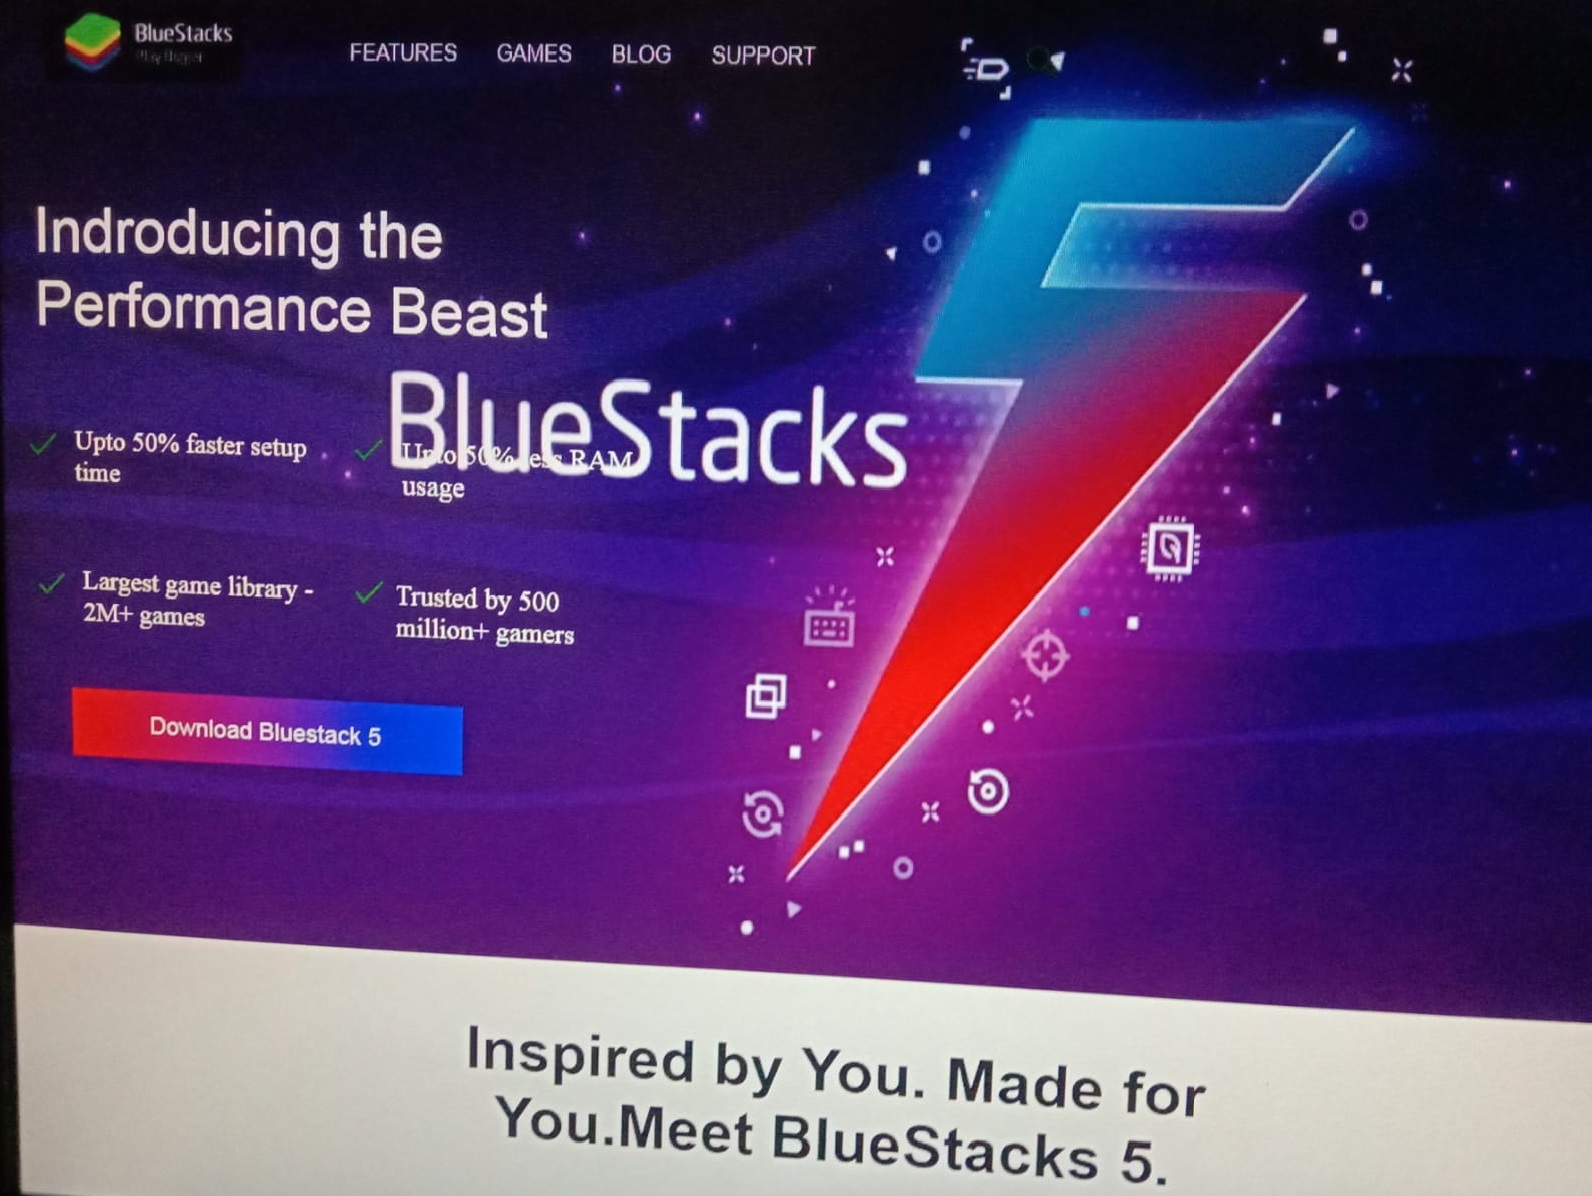 BlueStacks
Play Bigger
FEATURES GAMES BLOG SUPPORT
Indroducing the
Performance Beast
BlueStacks
Upto 50% faster setup
time
Upto 50% less RAM
usage
Largest game library -
2M+ games
Trusted by 500
million+ gamers
Download Bluestack 5
Inspired by You. Made for
You.Meet BlueStacks 5.